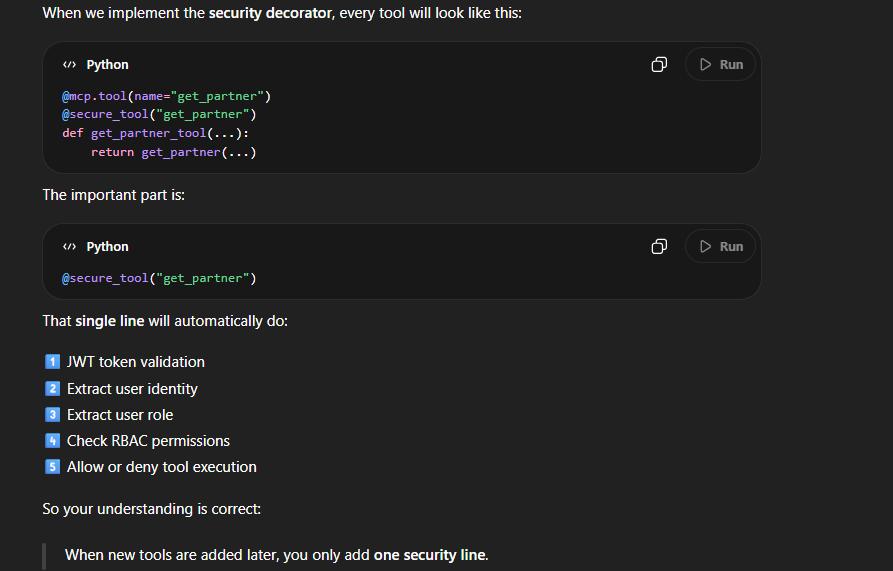 When we implement the security decorator, every tool will look like this:
</> Python
Run
@mcp.tool(name="get_partner")
@secure_tool("get_partner")
def get_partner_tool(...):
    return get_partner(...)
The important part is:
</> Python
Run
@secure_tool("get_partner")
That single line will automatically do:
1 JWT token validation
2 Extract user identity
3 Extract user role
4 Check RBAC permissions
5 Allow or deny tool execution
So your understanding is correct:
When new tools are added later, you only add one security line.